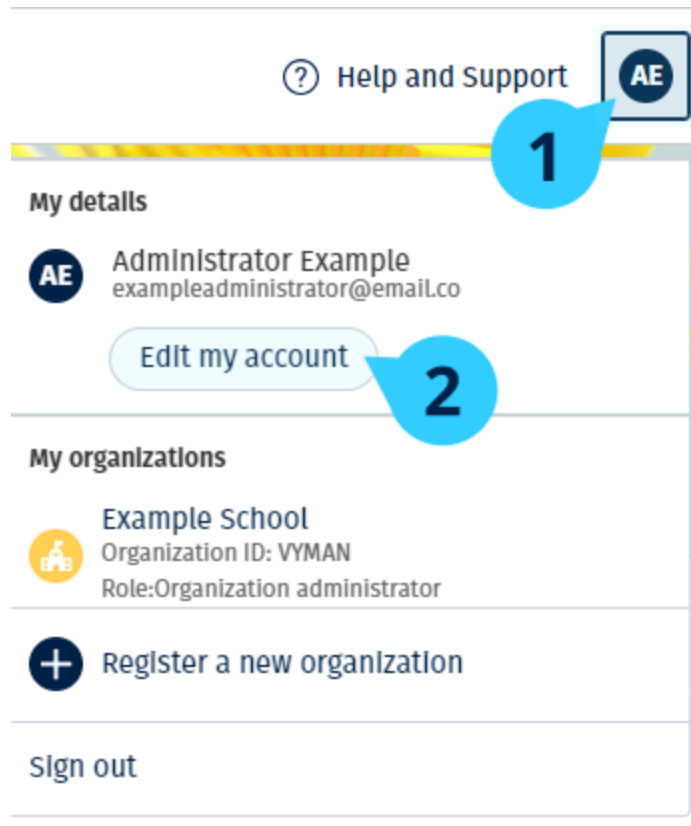 Help and Support
AE
1
My details
AE
Administrator Example
exampleadministrator@email.co
Edit my account
2
My organizations
Example School
Organization ID: VYMAN
Role:Organization administrator
Register a new organization
Sign out